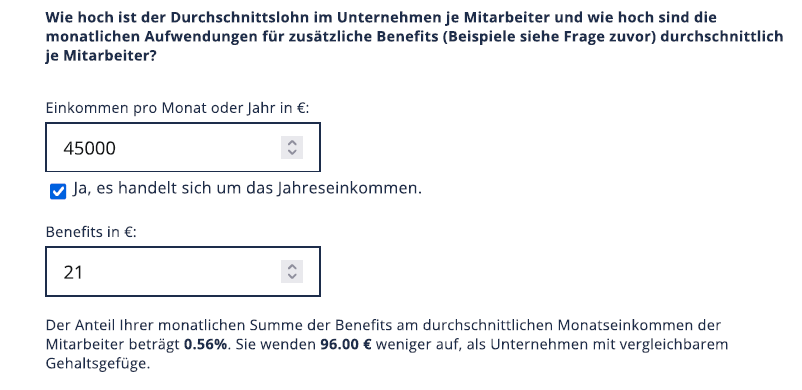 Wie hoch ist der Durchschnittslohn im Unternehmen je Mitarbeiter und wie hoch sind die
monatlichen Aufwendungen für zusätzliche Benefits (Beispiele siehe Frage zuvor) durchschnittlich
je Mitarbeiter?
Einkommen pro Monat oder Jahr in €:
45000
Ja, es handelt sich um das Jahreseinkommen.
Benefits in €:
21
Der Anteil Ihrer monatlichen Summe der Benefits am durchschnittlichen Monatseinkommen der
Mitarbeiter beträgt 0.56%. Sie wenden 96.00 € weniger auf, als Unternehmen mit vergleichbarem
Gehaltsgefüge.